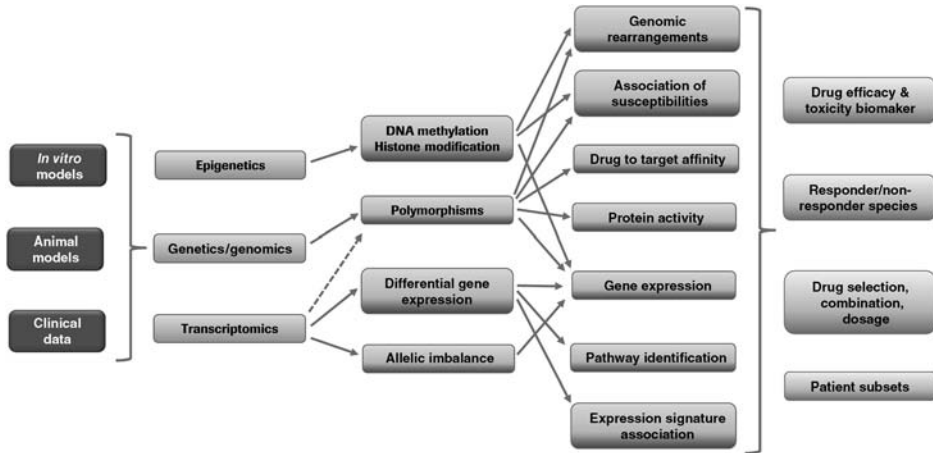 In vitro
models
Animal
models
Clinical
data
Epigenetics
Genetics/genomics
Transcriptomics
DNA methylation
Histone modification
Polymorphisms
Differential gene
expression
Allelic imbalance
Genomic
rearrangements
Association of
susceptibilities
Drug to target affinity
Protein activity
Gene expression
Pathway identification
Expression signature
association
Drug efficacy &
toxicity biomaker
Responder/non-
responder species
Drug selection,
combination,
dosage
Patient subsets